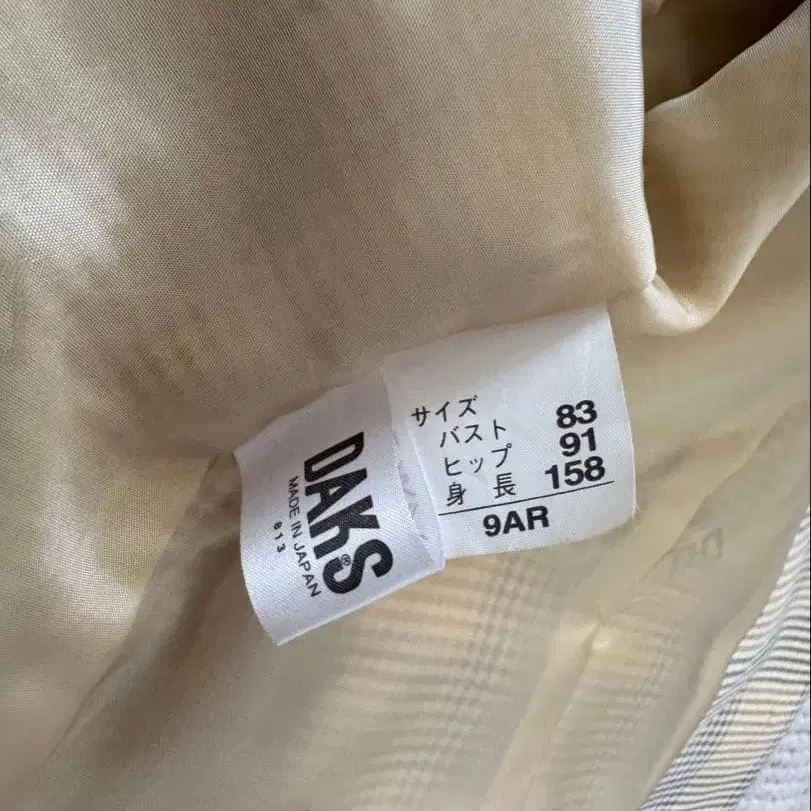 DAKS®
MADE IN JAPAN
813
サイズ
バスト 83
ヒップ 91
身長 158
9AR